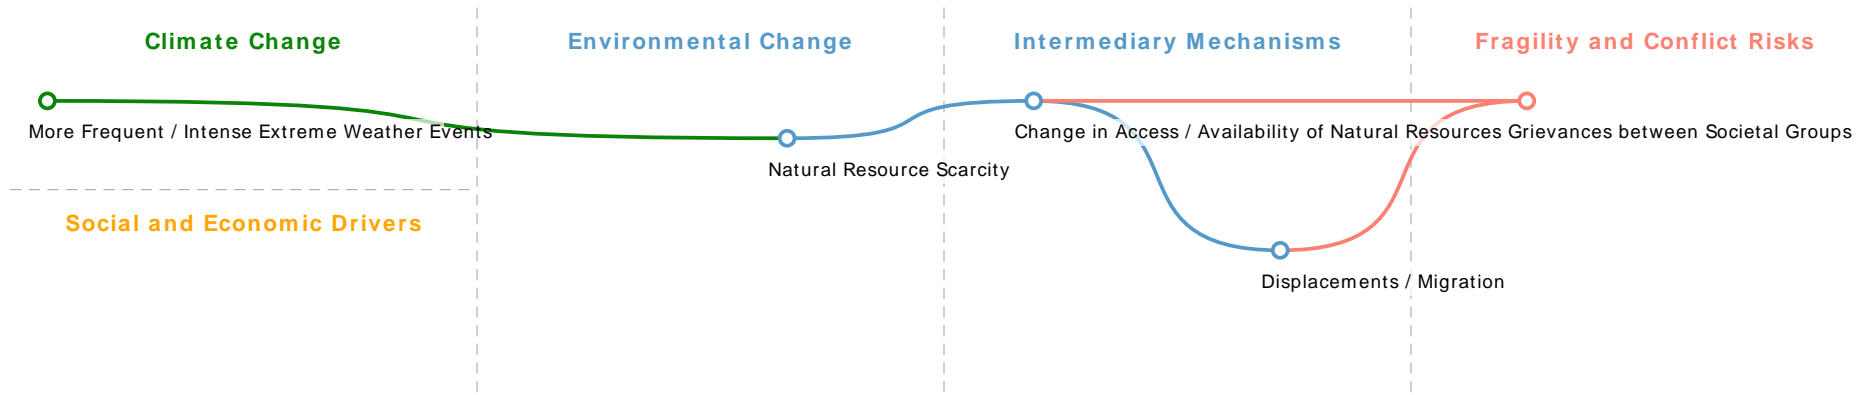 Climate Change
Environmental Change
Intermediary Mechanisms
Fragility and Conflict Risks
More Frequent / Intense Extreme Weather Events
Change in Access / Availability of Natural Resources
Grievances between Societal Groups
Natural Resource Scarcity
Social and Economic Drivers
Displacements / Migration